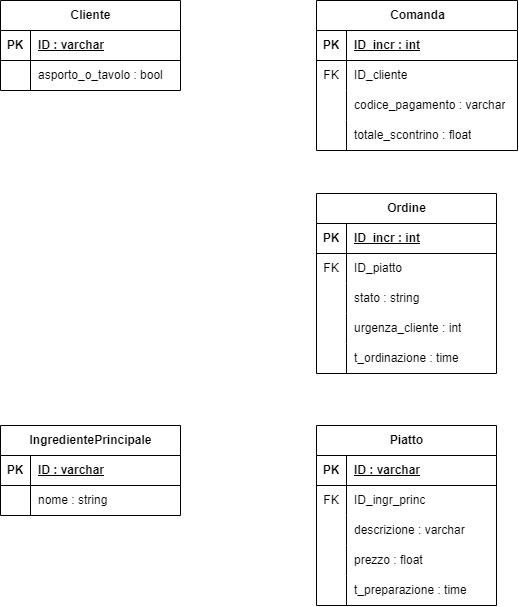 Cliente
PK ID : varchar
asporto_o_tavolo : bool
Comanda
PK ID_incr : int
FK ID_cliente
codice_pagamento : varchar
totale_scontrino : float
Ordine
PK ID_incr : int
FK ID_piatto
stato : string
urgenza_cliente : int
t_ordinazione : time
IngredientePrincipale
PK ID : varchar
nome : string
Piatto
PK ID : varchar
FK ID_ingr_princ
descrizione : varchar
prezzo : float
t_preparazione : time